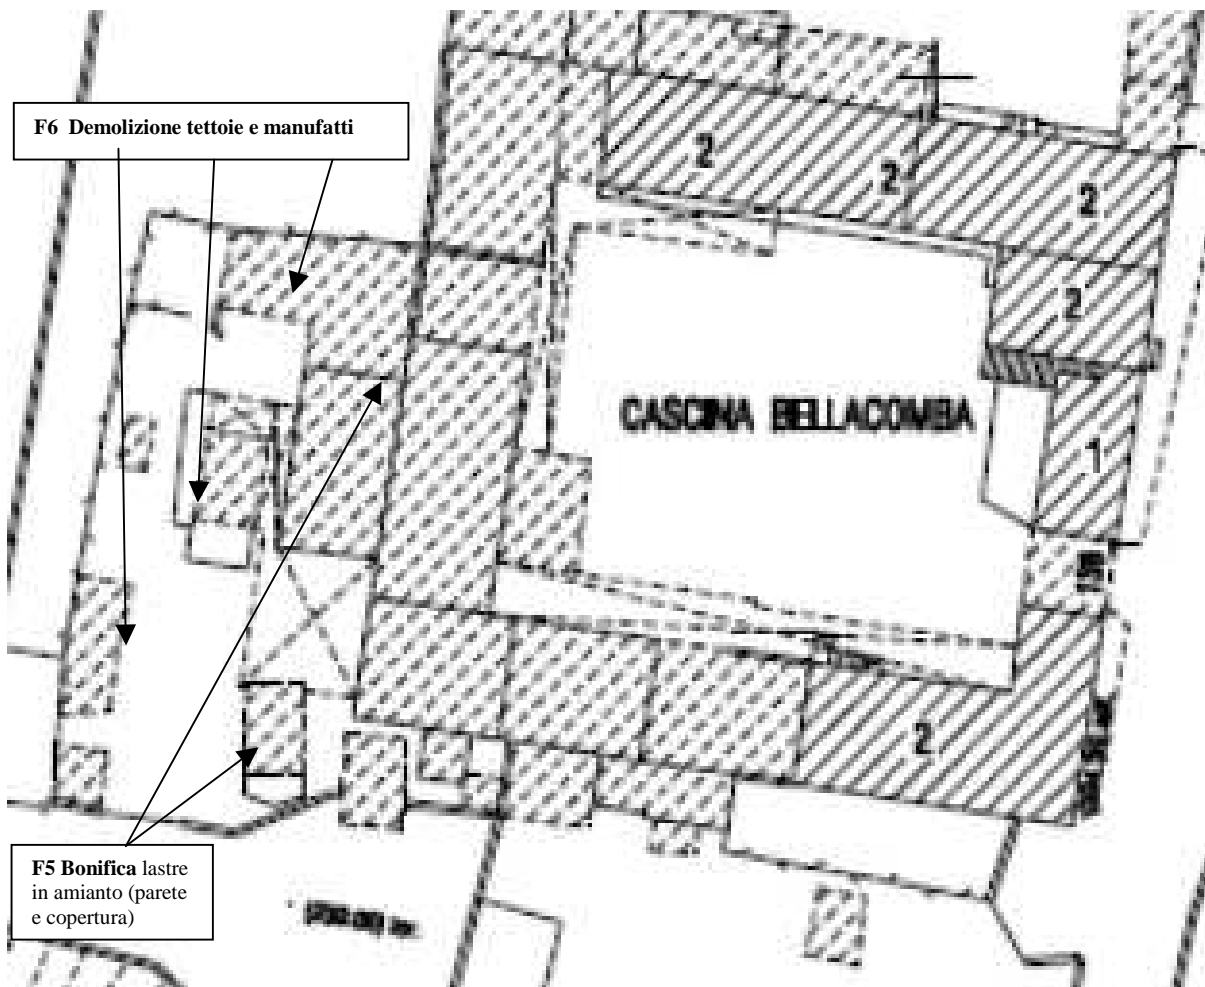 F6 Demolizione tettoie e manufatti
2
2
2
2
CASCINA BELLACOMBA
1
2
F5 Bonifica lastre
in amianto (parete
e copertura)